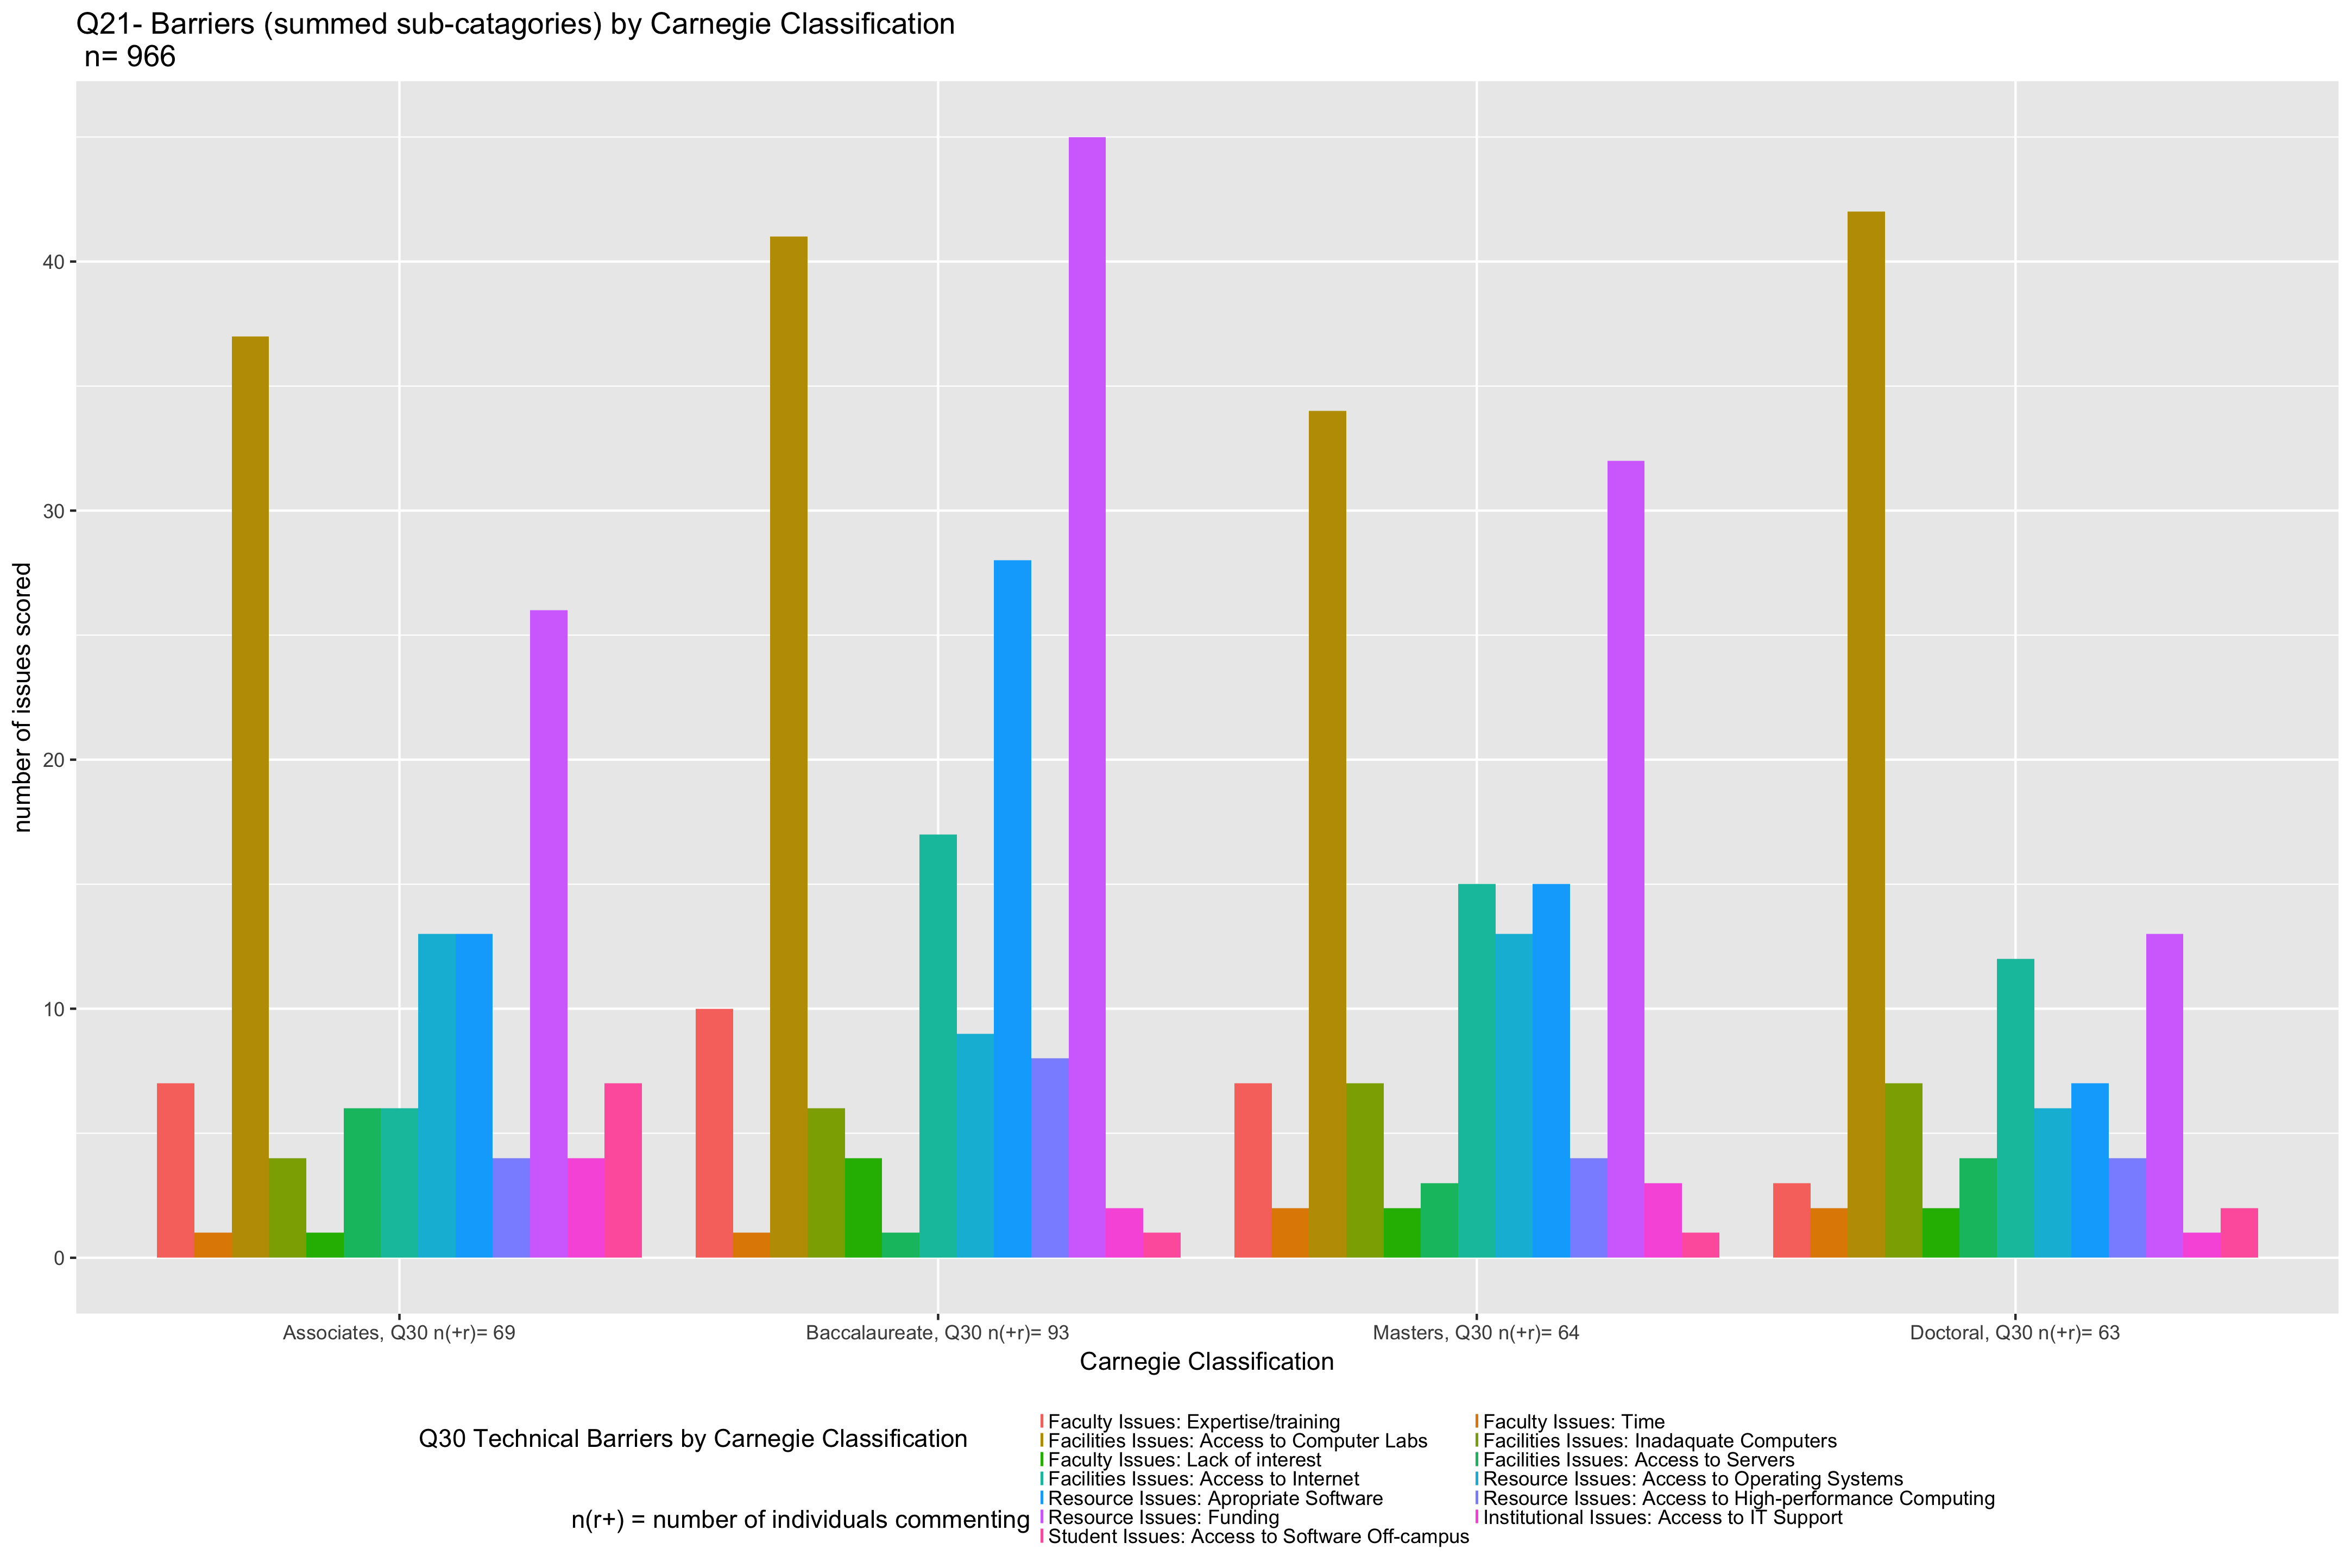 Q21- Barriers (summed sub-catagories) by Carnegie Classification
n= 966
number of issues scored
40
30
20
10
0
Associates, Q30 n(+r)= 69
Baccalaureate, Q30 n(+r)= 93
Masters, Q30 n(+r)= 64
Doctoral, Q30 n(+r)= 63
Carnegie Classification
Q30 Technical Barriers by Carnegie Classification
n(r+) = number of individuals commenting
Faculty Issues: Expertise/training
Facilities Issues: Access to Computer Labs
Faculty Issues: Lack of interest
Facilities Issues: Access to Internet
Resource Issues: Apropriate Software
Resource Issues: Funding
Student Issues: Access to Software Off-campus
Faculty Issues: Time
Facilities Issues: Inadaquate Computers
Facilities Issues: Access to Servers
Resource Issues: Access to Operating Systems
Resource Issues: Access to High-performance Computing
Institutional Issues: Access to IT Support